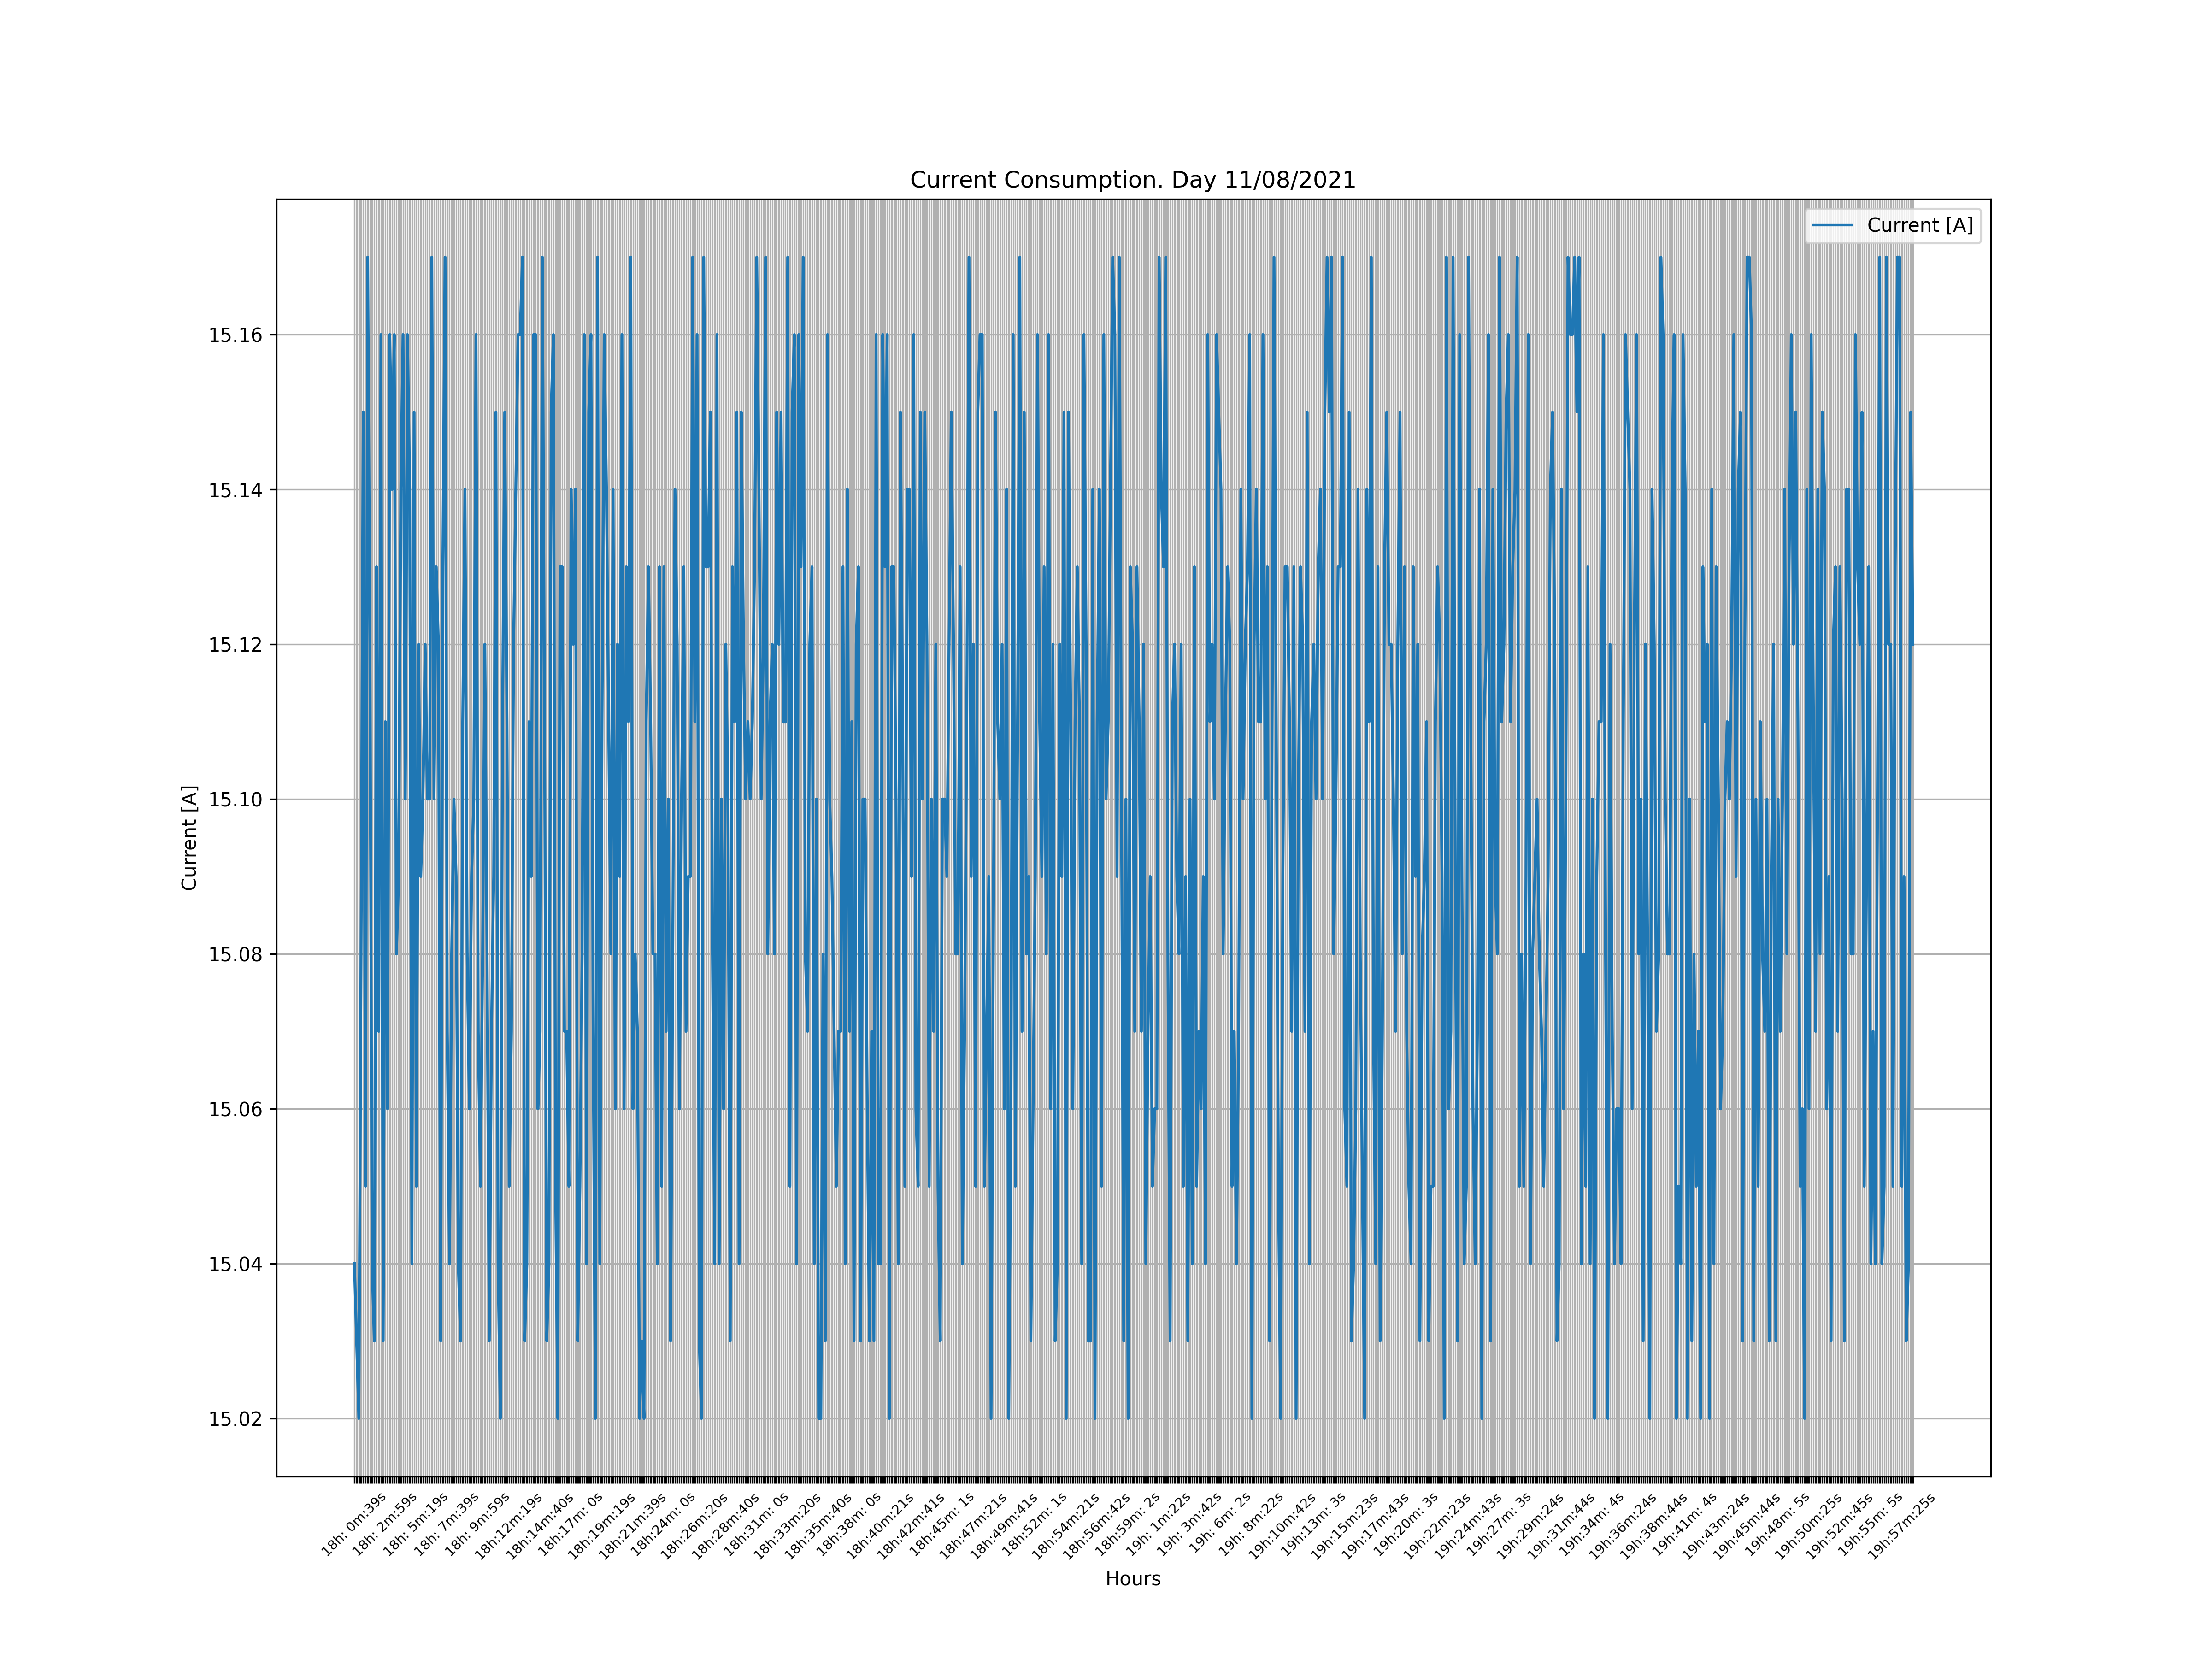 Current Consumption. Day 11/08/2021
Current [A]
15.16
15.14
15.12
15.10
15.08
15.06
15.04
15.02
Current [A]
18h: 0m:39s
18h: 2m:59s
18h: 5m:19s
18h: 7m:39s
18h: 9m:59s
18h:12m:19s
18h:14m:40s
18h:17m: 0s
18h:19m:19s
18h:21m:39s
18h:24m: 0s
18h:26m:20s
18h:28m:40s
18h:31m: 0s
18h:33m:20s
18h:35m:40s
18h:38m: 0s
18h:40m:21s
18h:42m:41s
18h:45m: 1s
18h:47m:21s
18h:49m:41s
18h:52m: 1s
18h:54m:21s
18h:56m:42s
18h:59m: 2s
19h: 1m:22s
19h: 3m:42s
19h: 6m: 2s
19h: 8m:22s
19h:10m:42s
19h:13m: 3s
19h:15m:23s
19h:17m:43s
19h:20m: 3s
19h:22m:23s
19h:24m:43s
19h:27m: 3s
19h:29m:24s
19h:31m:44s
19h:34m: 4s
19h:36m:24s
19h:38m:44s
19h:41m: 4s
19h:43m:24s
19h:45m:44s
19h:48m: 5s
19h:50m:25s
19h:52m:45s
19h:55m: 5s
19h:57m:25s
Hours